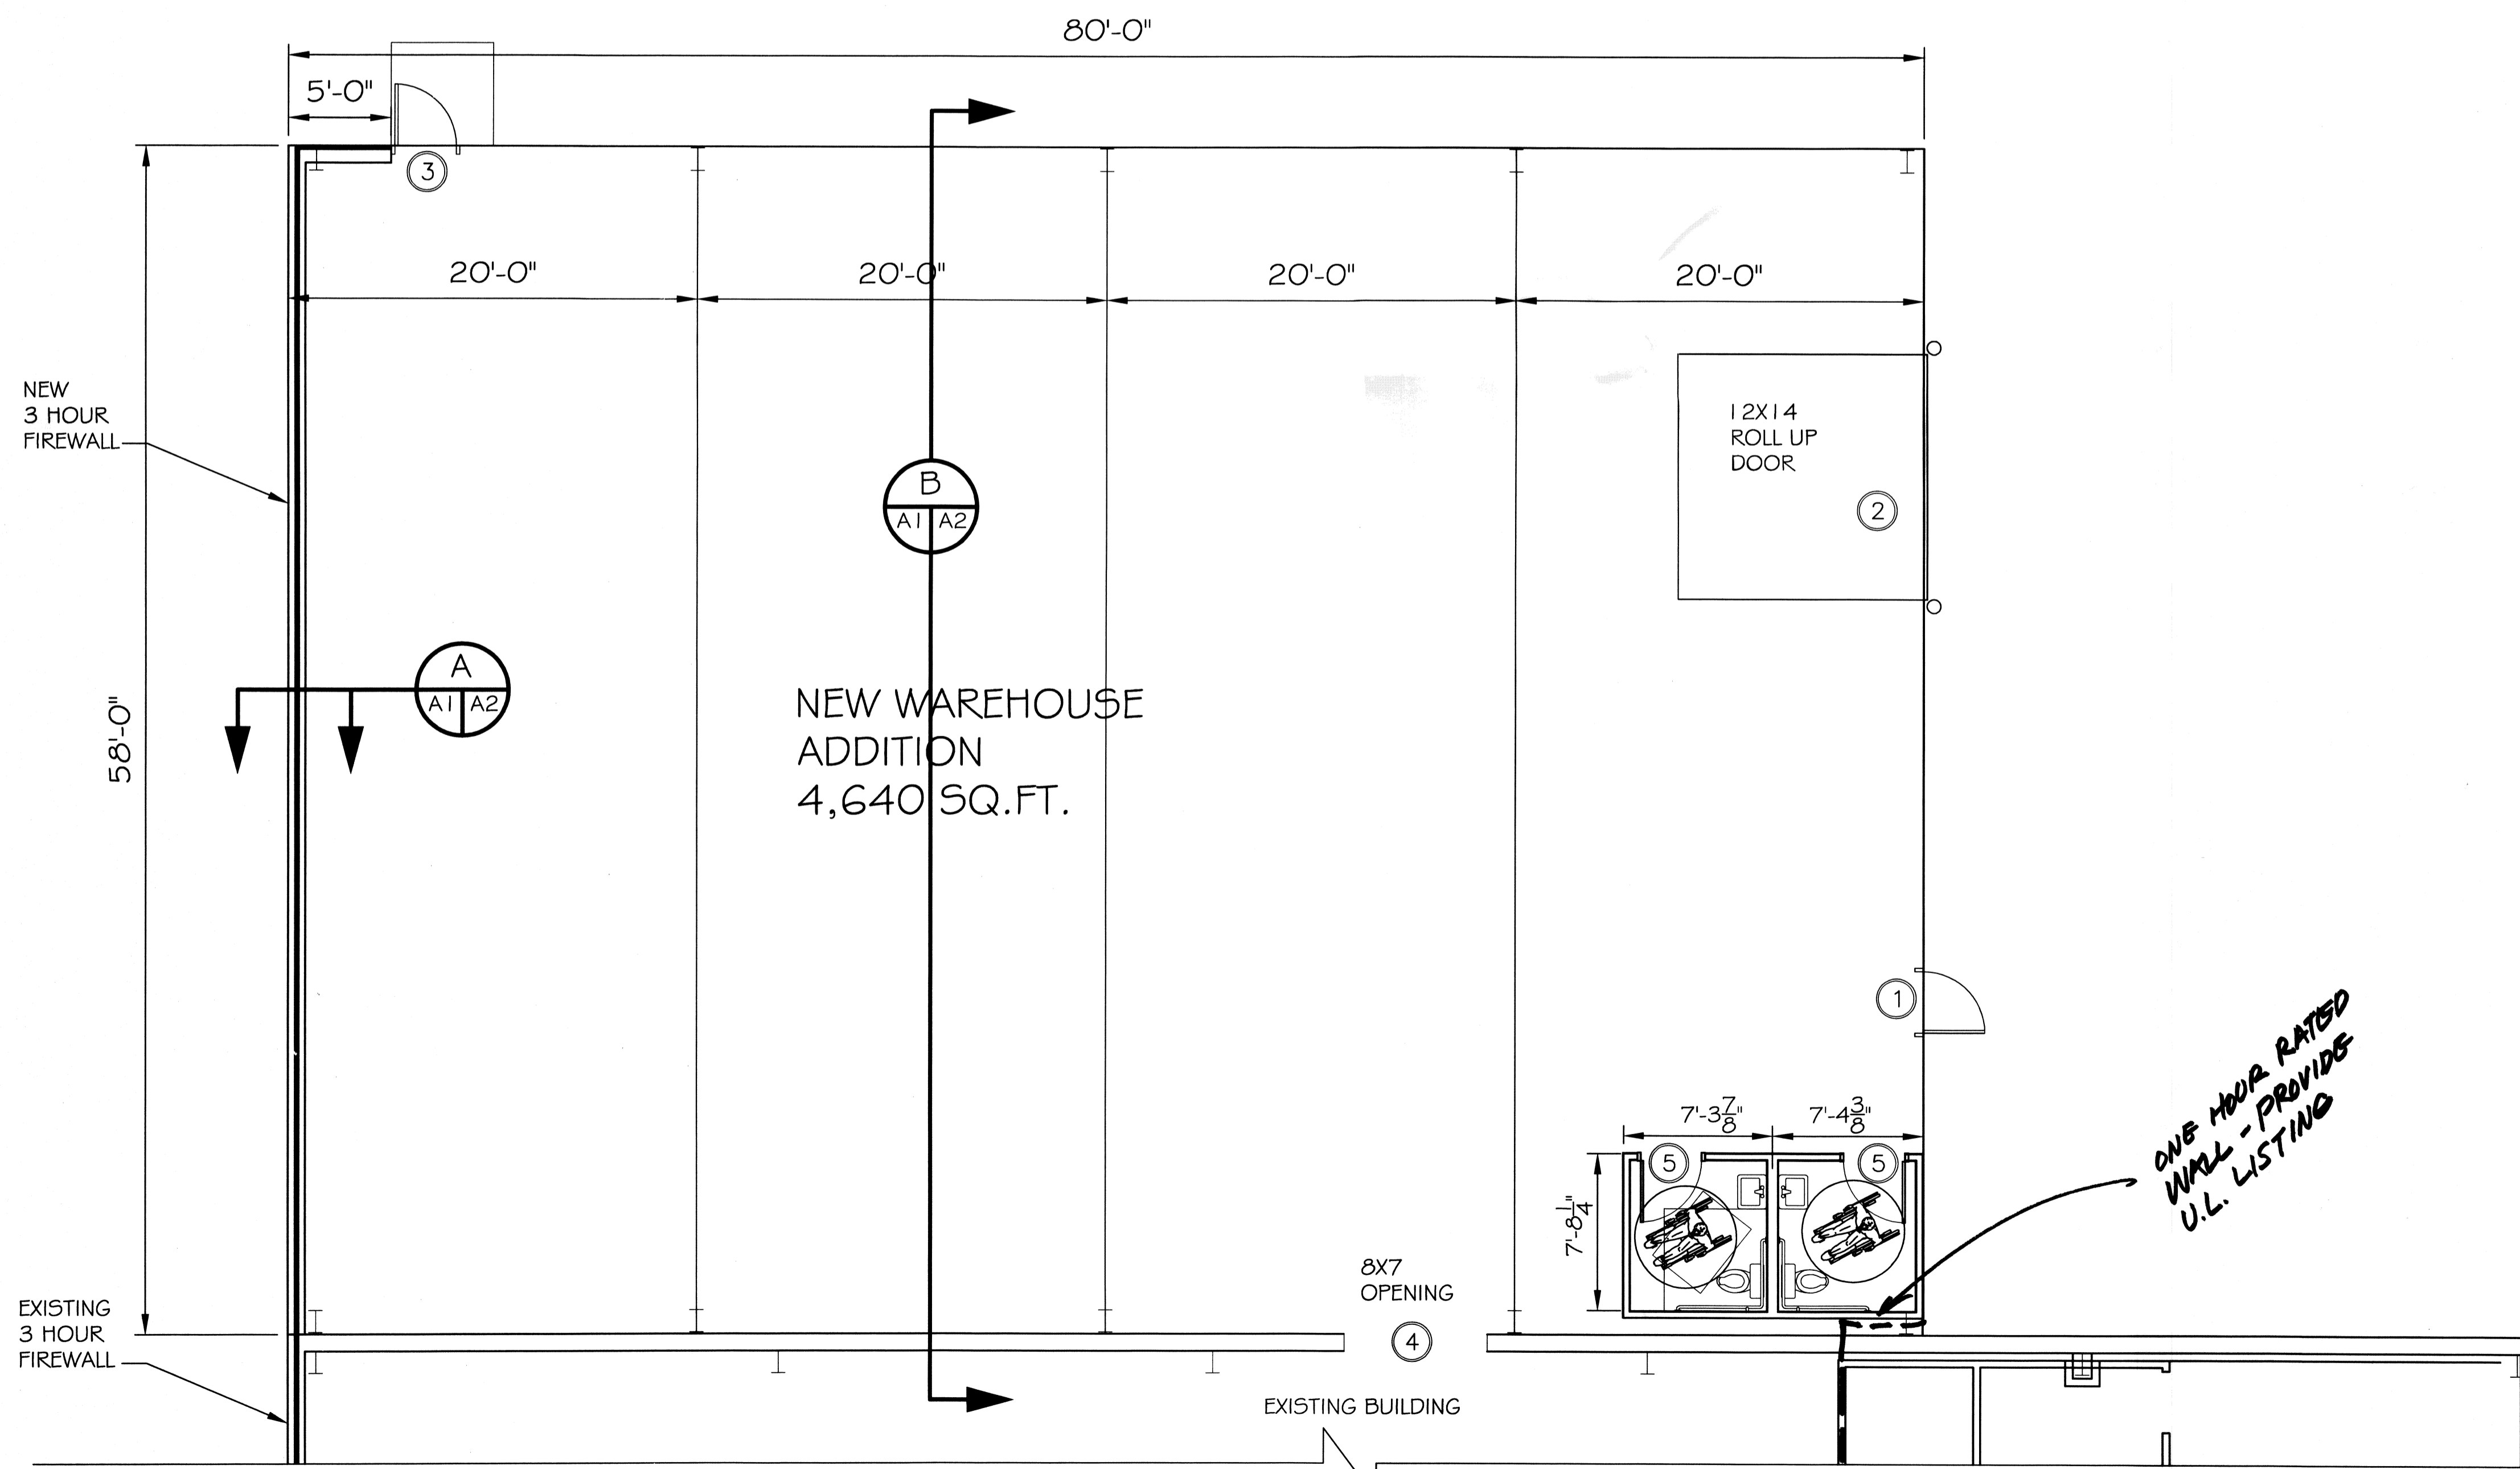 80'-0"
5'-0"
3
20'-0"
20'-0"
20'-0"
20'-0"
NEW
3 HOUR
FIREWALL
12X14
ROLL UP
DOOR
2
B
A1 A2
A
A1 A2
58'-0"
NEW WAREHOUSE
ADDITION
4,640 SQ.FT.
1
ONE HOUR RATED
WALL - PROVIDE
U.L. LISTING
7'-3 7/8"
7'-4 3/8"
5
5
7'-8 1/4"
8X7
OPENING
4
EXISTING
3 HOUR
FIREWALL
EXISTING BUILDING